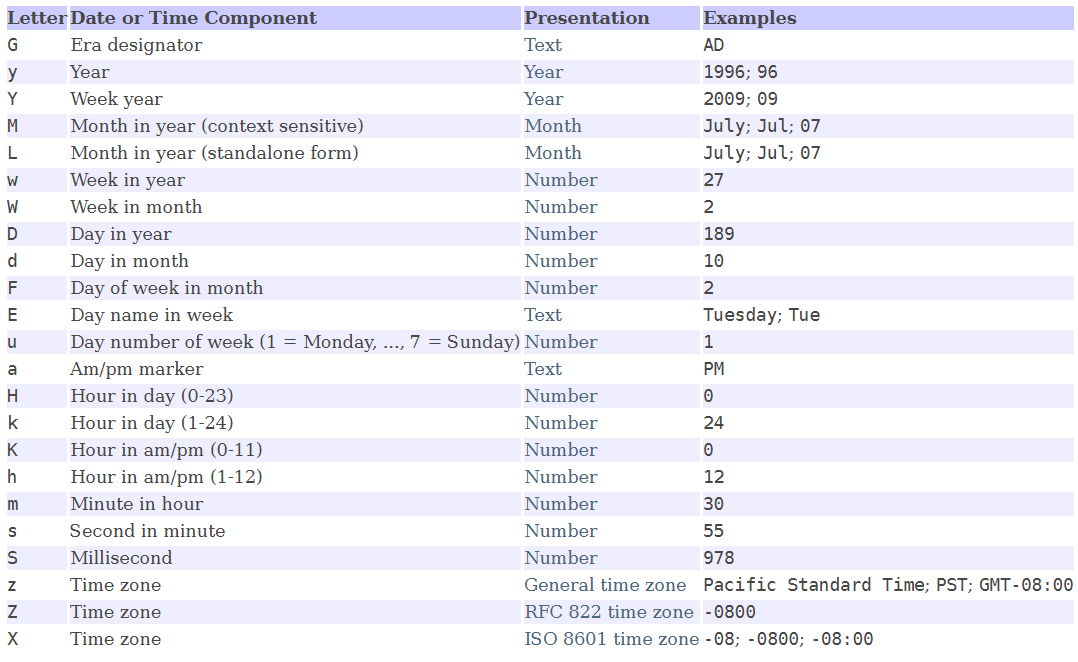 Letter Date or Time Component Presentation Examples
G Era designator Text AD
y Year Year 1996; 96
Y Week year Year 2009; 09
M Month in year (context sensitive) Month July; Jul; 07
L Month in year (standalone form) Month July; Jul; 07
w Week in year Number 27
W Week in month Number 2
D Day in year Number 189
d Day in month Number 10
F Day of week in month Number 2
E Day name in week Text Tuesday; Tue
u Day number of week (1 = Monday, ..., 7 = Sunday) Number 1
a Am/pm marker Text PM
H Hour in day (0-23) Number 0
k Hour in day (1-24) Number 24
K Hour in am/pm (0-11) Number 0
h Hour in am/pm (1-12) Number 12
m Minute in hour Number 30
s Second in minute Number 55
S Millisecond Number 978
z Time zone General time zone Pacific Standard Time; PST; GMT-08:00
Z Time zone RFC 822 time zone -0800
X Time zone ISO 8601 time zone -08; -0800; -08:00